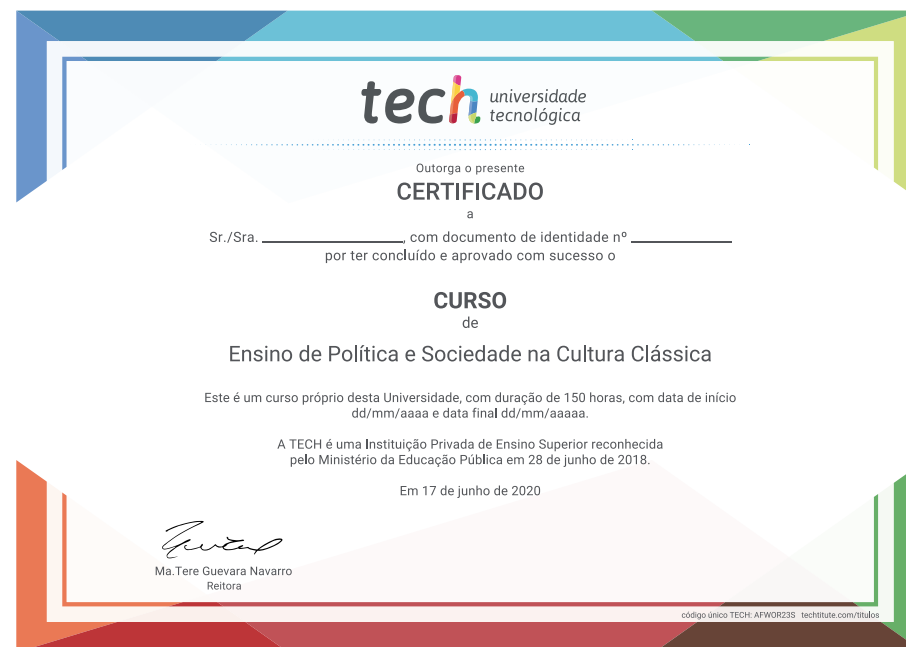 tech universidade
tecnológica
Outorga o presente
CERTIFICADO
a
Sr./Sra. ________________, com documento de identidade nº ____________
por ter concluído e aprovado com sucesso o
CURSO
de
Ensino de Política e Sociedade na Cultura Clássica
Este é um curso próprio desta Universidade, com duração de 150 horas, com data de início
dd/mm/aaaa e data final dd/mm/aaaaa.
A TECH é uma Instituição Privada de Ensino Superior reconhecida
pelo Ministério da Educação Pública em 28 de junho de 2018.
Em 17 de junho de 2020
Ma.Tere Guevara Navarro
Reitora
código único TECH: AFWOR23S techtitute.com/titulos